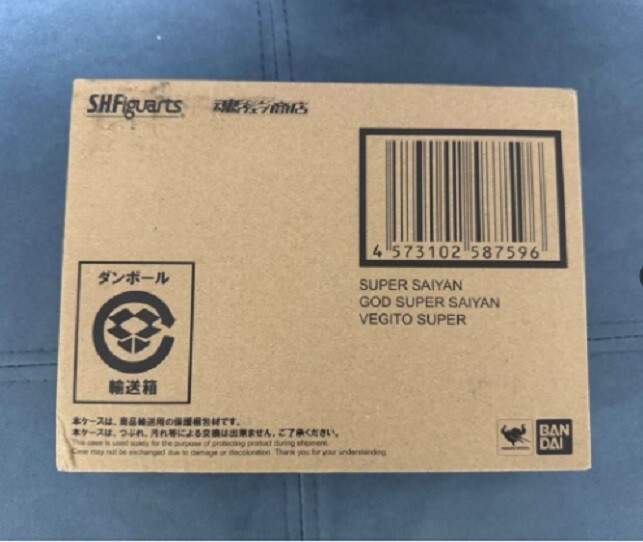 S.H.Figuarts 魂ウェブ商店
4 573102 587596
SUPER SAIYAN
GOD SUPER SAIYAN
VEGITO SUPER
ダンボール
輸送箱
本ケースは、商品輸送用の保護梱包材です。
本ケースは、つぶれ、汚れ等による交換は出来ません。ご了承ください。
This case is used solely for the purpose of protecting product during shipment.
Case may not be exchanged due to damage or discoloration. Thank you for your understanding.
BAN
DAI